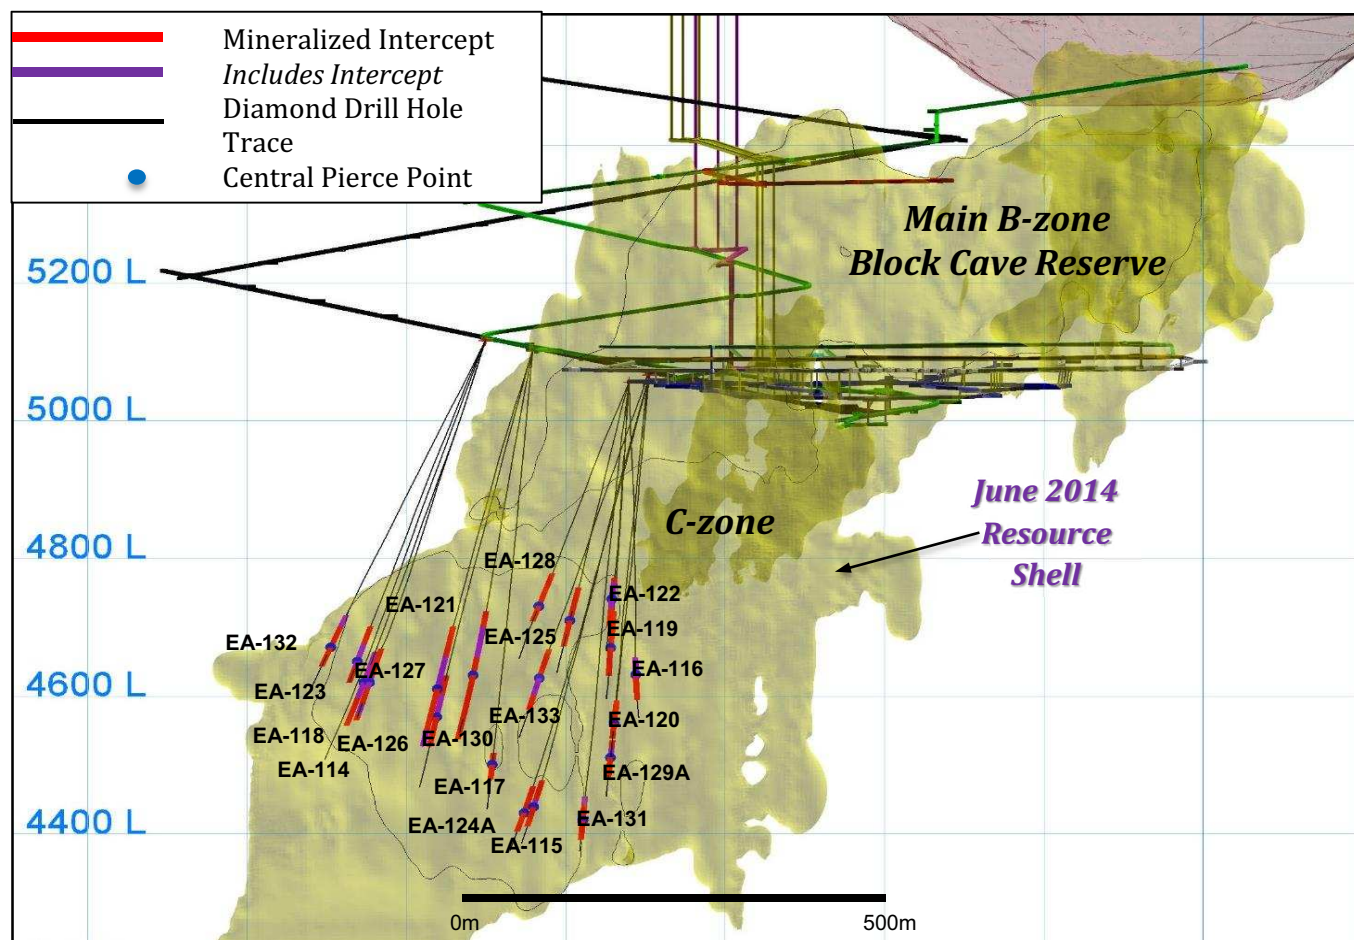 Mineralized Intercept
Includes Intercept
Diamond Drill Hole
Trace
Central Pierce Point
Main B-zone
Block Cave Reserve
5200 L
5000 L
June 2014
Resource
Shell
C-zone
4800 L
EA-128
EA-122
EA-121
EA-119
EA-125
EA-132
EA-127
EA-116
4600 L
EA-123
EA-133
EA-120
EA-118
EA-126
EA-130
EA-114
EA-129A
EA-117
4400 L
EA-124A
EA-131
EA-115
0m
500m